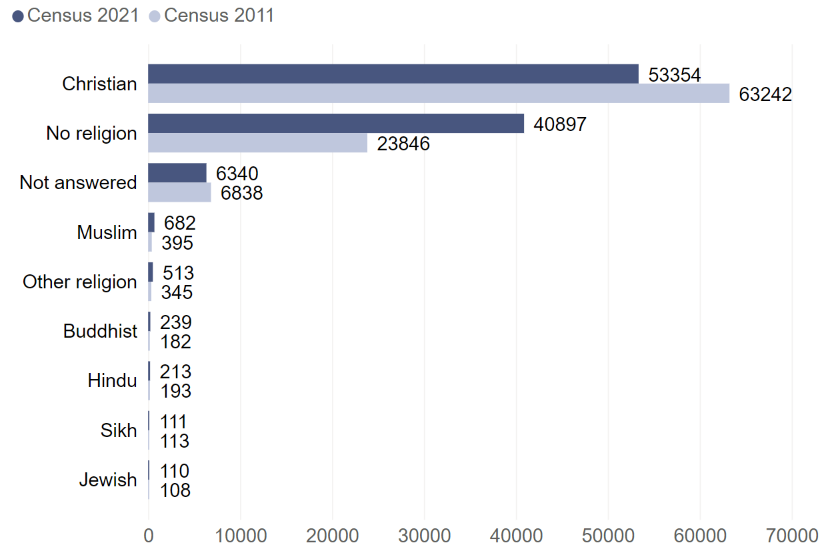 Census 2021 Census 2011
Christian 53354
63242
No religion 40897
23846
Not answered 6340
6838
Muslim 682
395
Other religion 513
345
Buddhist 239
182
Hindu 213
193
Sikh 111
113
Jewish 110
108
0 10000 20000 30000 40000 50000 60000 70000